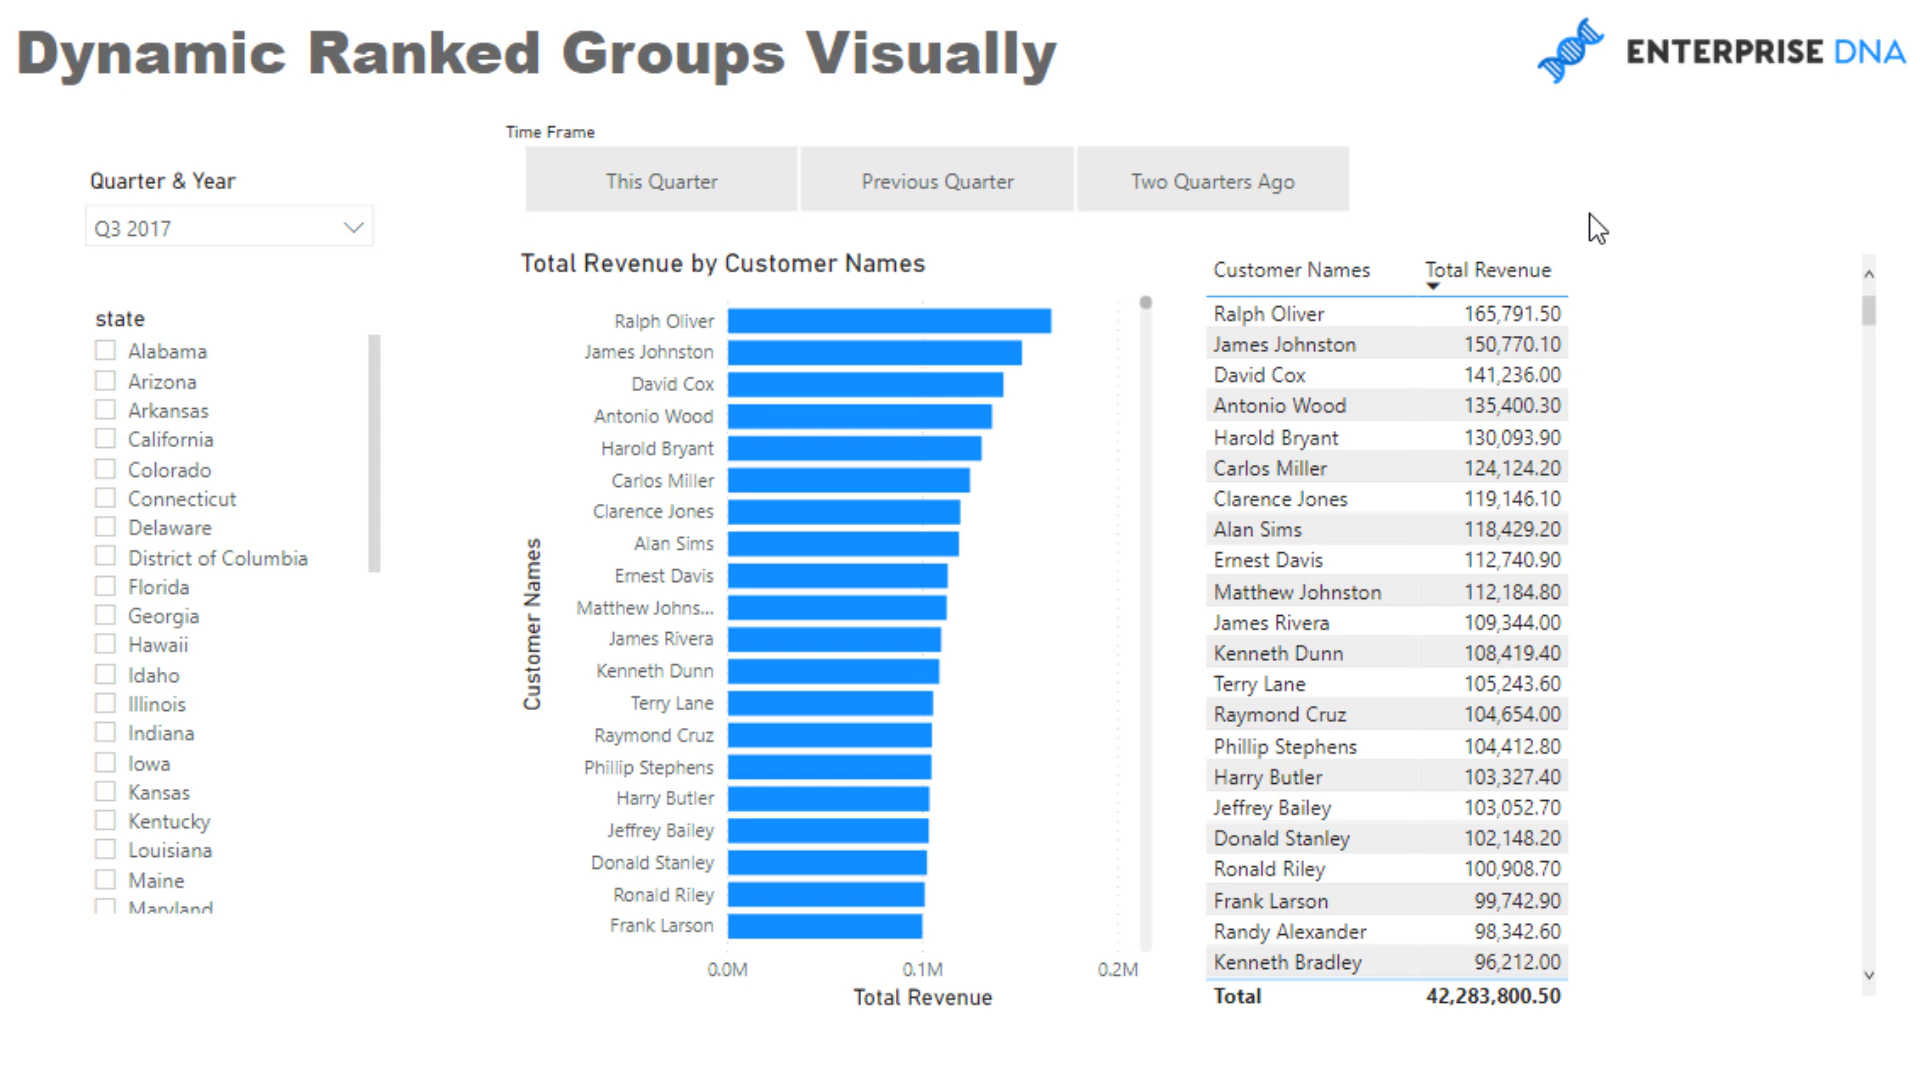 Dynamic Ranked Groups Visually
ENTERPRISE DNA
Time Frame
This Quarter
Previous Quarter
Two Quarters Ago
Quarter & Year
Q3 2017
state
Alabama
Arizona
Arkansas
California
Colorado
Connecticut
Delaware
District of Columbia
Florida
Georgia
Hawaii
Idaho
Illinois
Indiana
Iowa
Kansas
Kentucky
Louisiana
Maine
Maryland
Total Revenue by Customer Names
Customer Names
Ralph Oliver
James Johnston
David Cox
Antonio Wood
Harold Bryant
Carlos Miller
Clarence Jones
Alan Sims
Ernest Davis
Matthew Johns...
James Rivera
Kenneth Dunn
Terry Lane
Raymond Cruz
Phillip Stephens
Harry Butler
Jeffrey Bailey
Donald Stanley
Ronald Riley
Frank Larson
0.0M 0.1M 0.2M
Total Revenue
Customer Names Total Revenue
Ralph Oliver 165,791.50
James Johnston 150,770.10
David Cox 141,236.00
Antonio Wood 135,400.30
Harold Bryant 130,093.90
Carlos Miller 124,124.20
Clarence Jones 119,146.10
Alan Sims 118,429.20
Ernest Davis 112,740.90
Matthew Johnston 112,184.80
James Rivera 109,344.00
Kenneth Dunn 108,419.40
Terry Lane 105,243.60
Raymond Cruz 104,654.00
Phillip Stephens 104,412.80
Harry Butler 103,327.40
Jeffrey Bailey 103,052.70
Donald Stanley 102,148.20
Ronald Riley 100,908.70
Frank Larson 99,742.90
Randy Alexander 98,342.60
Kenneth Bradley 96,212.00
Total 42,283,800.50